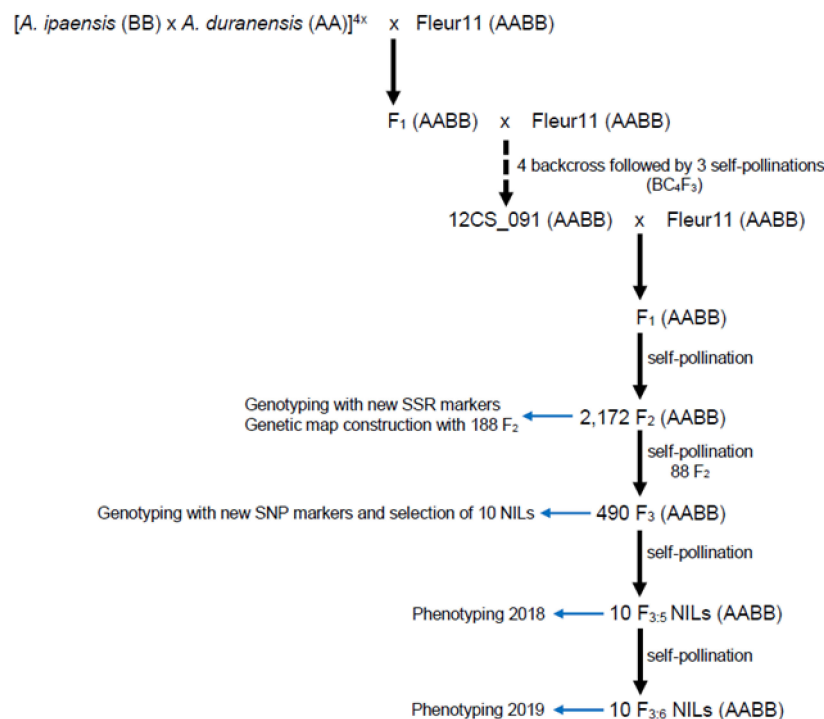 [A. ipaensis (BB) x A. duranensis (AA)]⁴ˣ x Fleur11 (AABB)
F₁ (AABB) x Fleur11 (AABB)
4 backcross followed by 3 self-pollinations
(BC₄F₃)
12CS_091 (AABB) x Fleur11 (AABB)
F₁ (AABB)
self-pollination
Genotyping with new SSR markers
Genetic map construction with 188 F₂
2,172 F₂ (AABB)
self-pollination
88 F₂
Genotyping with new SNP markers and selection of 10 NILs
490 F₃ (AABB)
self-pollination
Phenotyping 2018
10 F₃:₅ NILs (AABB)
self-pollination
Phenotyping 2019
10 F₃:₆ NILs (AABB)